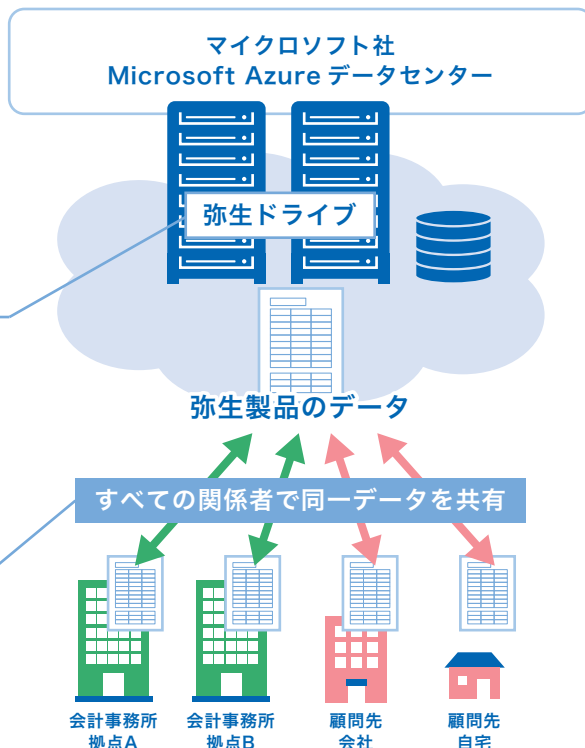 マイクロソフト社
Microsoft Azure データセンター
弥生ドライブ
弥生製品のデータ
すべての関係者で同一データを共有
会計事務所
拠点A
会計事務所
拠点B
顧問先
会社
顧問先
自宅